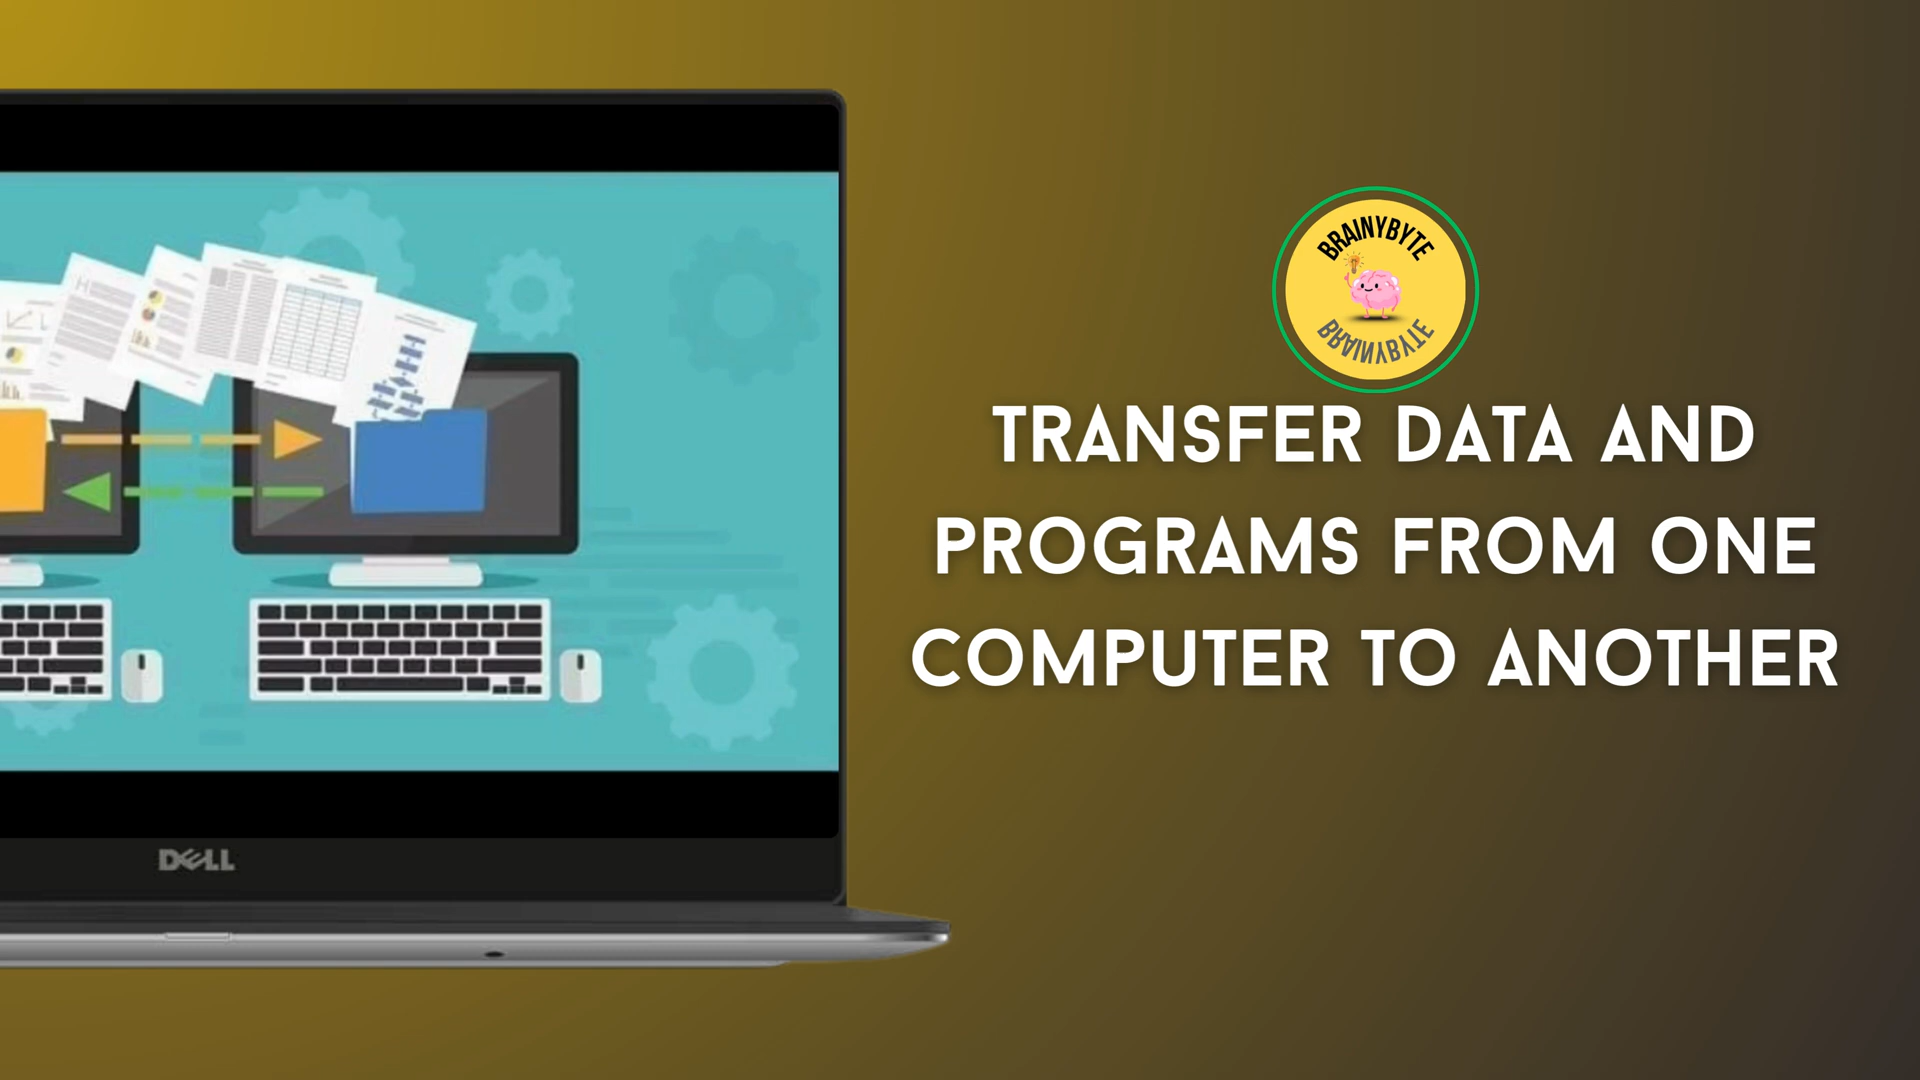 BRAINYBYTE
BRAINYBYTE
TRANSFER DATA AND
PROGRAMS FROM ONE
COMPUTER TO ANOTHER
DELL